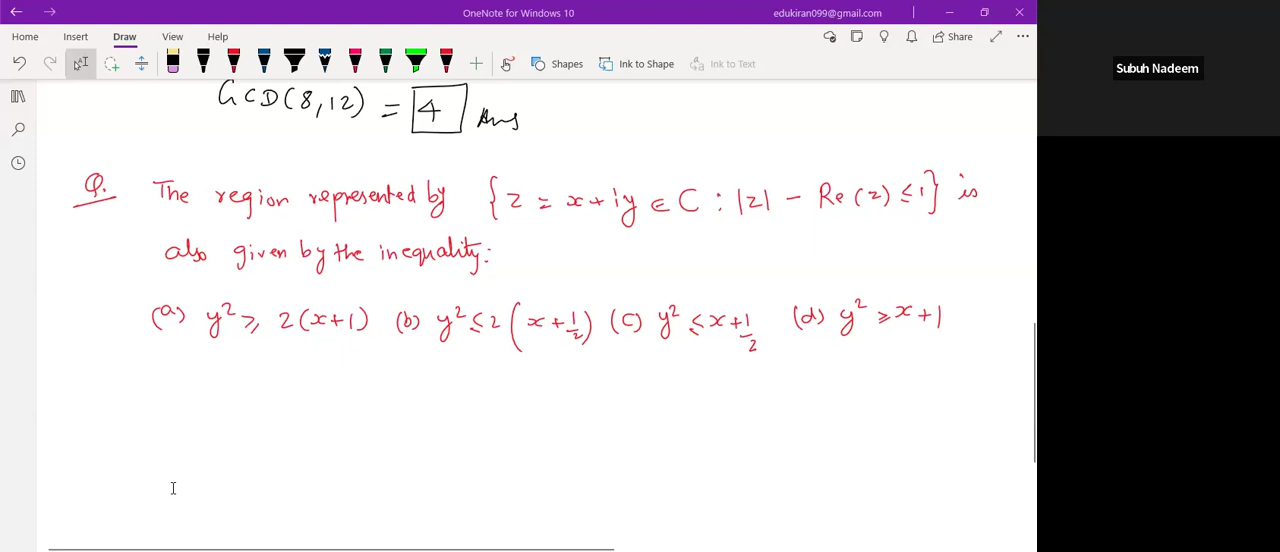 OneNote for Windows 10
edukiran099@gmail.com
Home Insert Draw View Help
Share
Shapes Ink to Shape Ink to Text
Subuh Nadeem
GCD(8,12) = 4 Ans
Q. The region represented by {z = x+iy ∈ C : |z| - Re(z) ≤ 1} is
also given by the inequality:
(a) y² ≥ 2(x+1) (b) y² ≤ 2(x+1/2) (c) y² ≤ x+1/2 (d) y² ≥ x+1